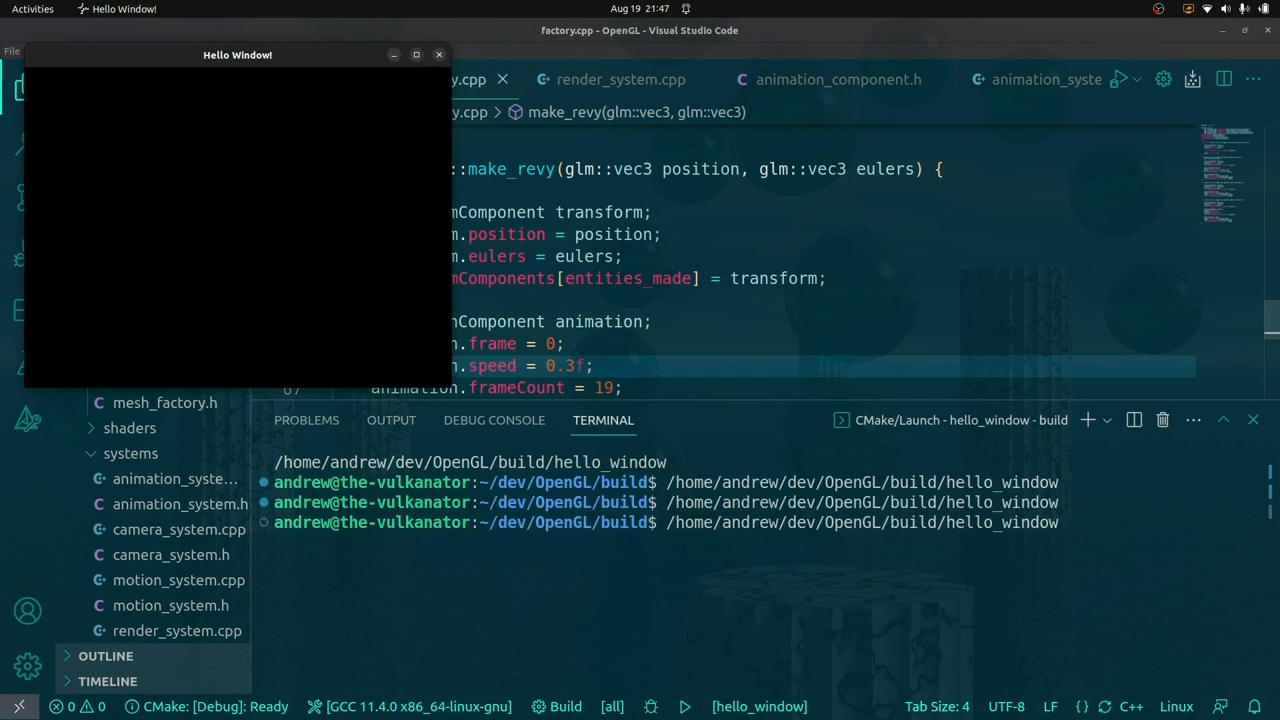 Activities Hello Window! Aug 19 21:47
factory.cpp - OpenGL - Visual Studio Code
File
Hello Window!
y.cpp render_system.cpp animation_component.h animation_syste
y.cpp > make_revy(glm::vec3, glm::vec3)
::make_revy(glm::vec3 position, glm::vec3 eulers) {
mComponent transform;
m.position = position;
m.eulers = eulers;
mComponents[entities_made] = transform;
nComponent animation;
n.frame = 0;
n.speed = 0.3f;
67 animation.frameCount = 19;
mesh_factory.h
shaders
systems
animation_syste...
animation_system.h
camera_system.cpp
camera_system.h
motion_system.cpp
motion_system.h
render_system.cpp
OUTLINE
TIMELINE
PROBLEMS OUTPUT DEBUG CONSOLE TERMINAL CMake/Launch - hello_window - build
/home/andrew/dev/OpenGL/build/hello_window
andrew@the-vulkanator:~/dev/OpenGL/build$ /home/andrew/dev/OpenGL/build/hello_window
andrew@the-vulkanator:~/dev/OpenGL/build$ /home/andrew/dev/OpenGL/build/hello_window
andrew@the-vulkanator:~/dev/OpenGL/build$ /home/andrew/dev/OpenGL/build/hello_window
0 0 CMake: [Debug]: Ready [GCC 11.4.0 x86_64-linux-gnu] Build [all] [hello_window] Tab Size: 4 UTF-8 LF {} C++ Linux